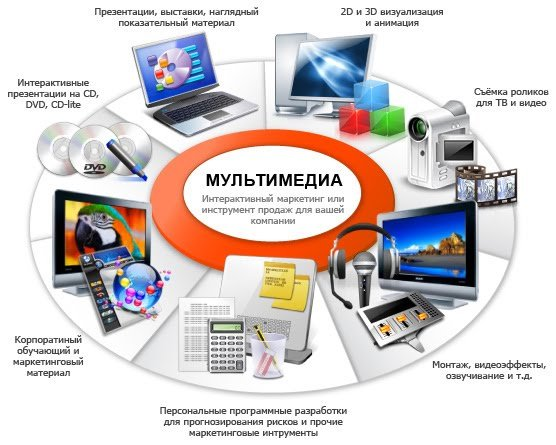 Презентации, выставки, наглядный
показательный материал
2D и 3D визуализация
и анимация
Интерактивные
презентации на CD,
DVD, CD-lite
Съёмка роликов
для ТВ и видео
DVD
МУЛЬТИМЕДИА
Интерактивный маркетинг или
инструмент продаж для вашей
компании
Корпоратиный
обучающий и
маркетинговый
материал
Монтаж, видеоэффекты,
озвучивание и т.д.
Персональные программные разработки
для прогнозирования рисков и прочие
маркетинговые интрументы